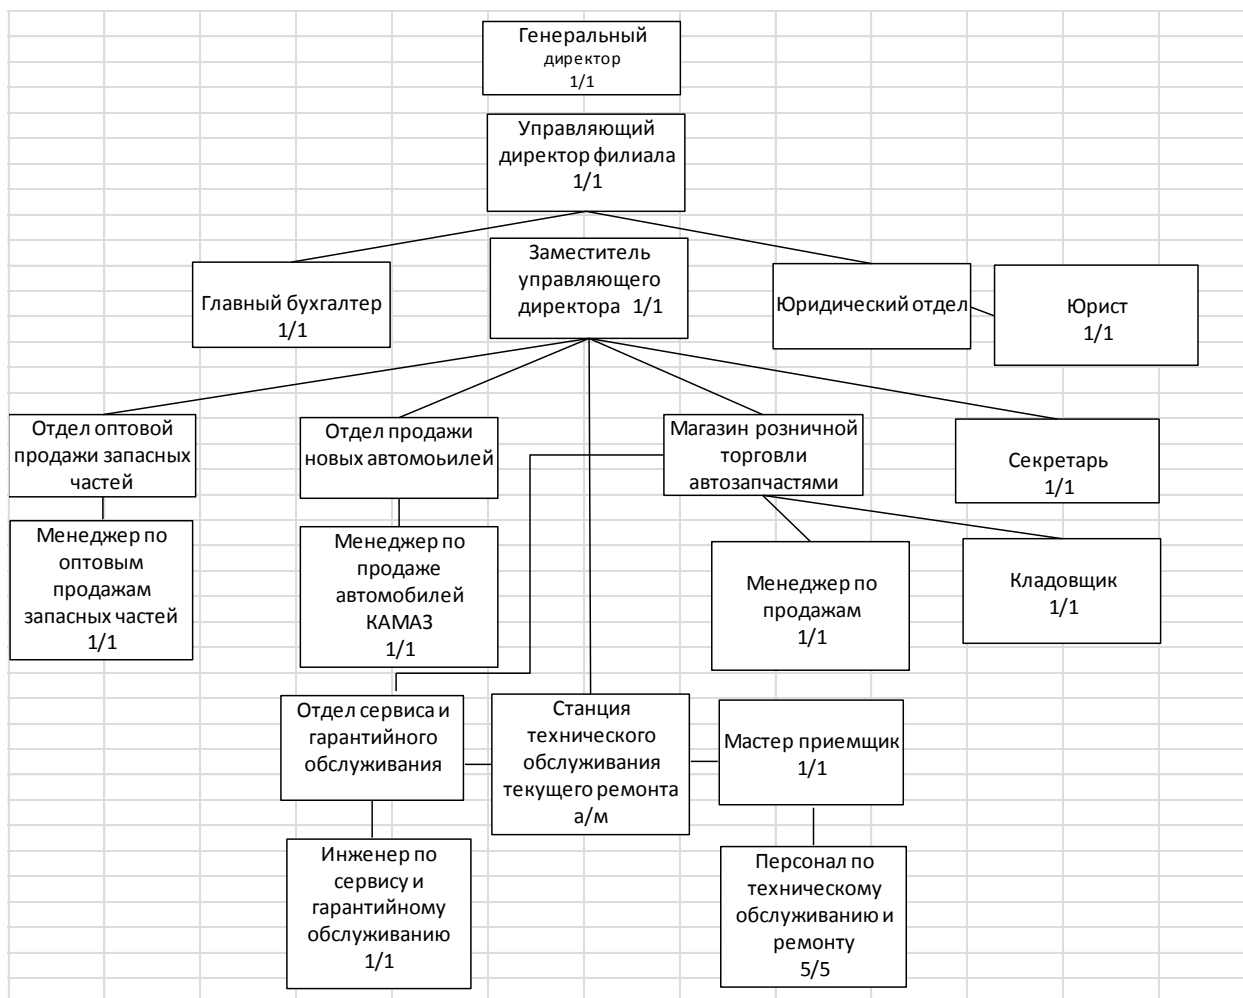 Генеральный
директор
1/1
Управляющий
директор филиала
1/1
Главный бухгалтер
1/1
Заместитель
управляющего
директора 1/1
Юридический отдел
Юрист
1/1
Отдел оптовой
продажи запасных
частей
Отдел продажи
новых автомоьилей
Магазин розничной
торговли
автозапчастями
Секретарь
1/1
Менеджер по
оптовым
продажам
запасных частей
1/1
Менеджер по
продаже
автомобилей
КАМАЗ
1/1
Менеджер по
продажам
1/1
Кладовщик
1/1
Отдел сервиса и
гарантийного
обслуживания
Станция
технического
обслуживания
текущего ремонта
а/м
Мастер приемщик
1/1
Инженер по
сервису и
гарантийному
обслуживанию
1/1
Персонал по
техническому
обслуживанию и
ремонту
5/5